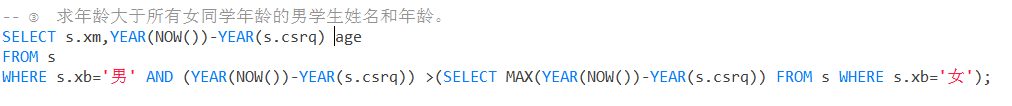 -- ③ 求年龄大于所有女同学年龄的男学生姓名和年龄。
SELECT s.xm,YEAR(NOW())-YEAR(s.csrq) age
FROM s
WHERE s.xb='男' AND (YEAR(NOW())-YEAR(s.csrq)) >(SELECT MAX(YEAR(NOW())-YEAR(s.csrq)) FROM s WHERE s.xb='女');